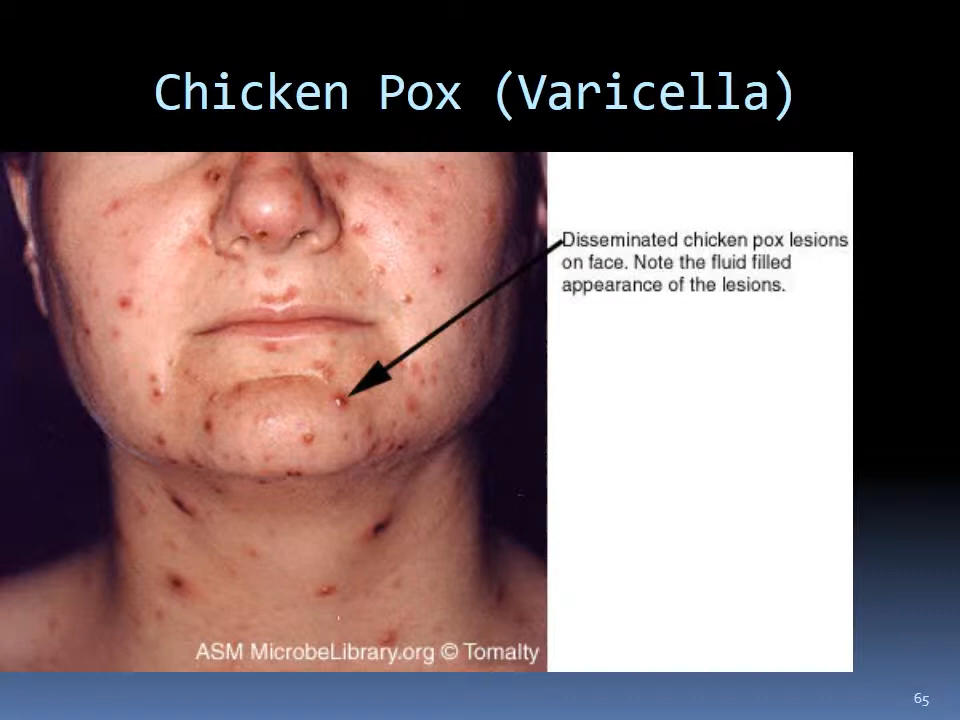 Chicken Pox (Varicella)
Disseminated chicken pox lesions
on face. Note the fluid filled
appearance of the lesions.
ASM MicrobeLibrary.org © Tomalty
65